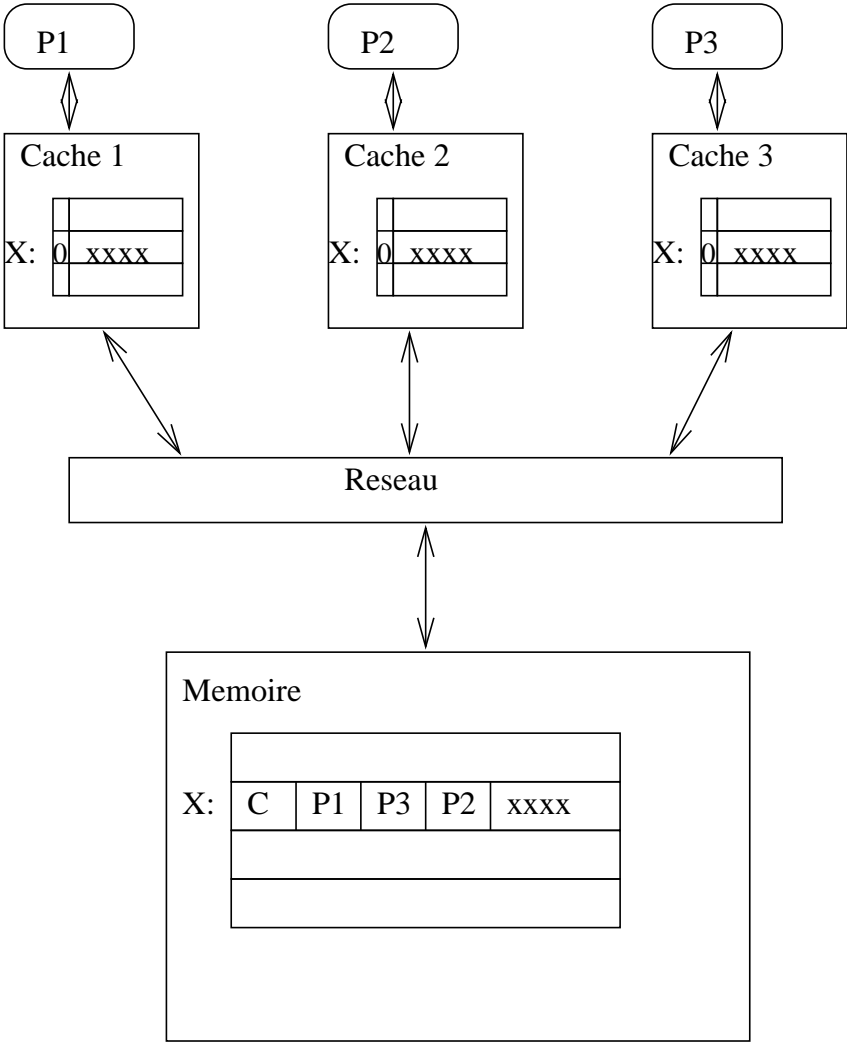 P1 P2 P3
Cache 1 Cache 2 Cache 3
X: 0 xxxx X: 0 xxxx X: 0 xxxx
Reseau
Memoire
X: C P1 P3 P2 xxxx